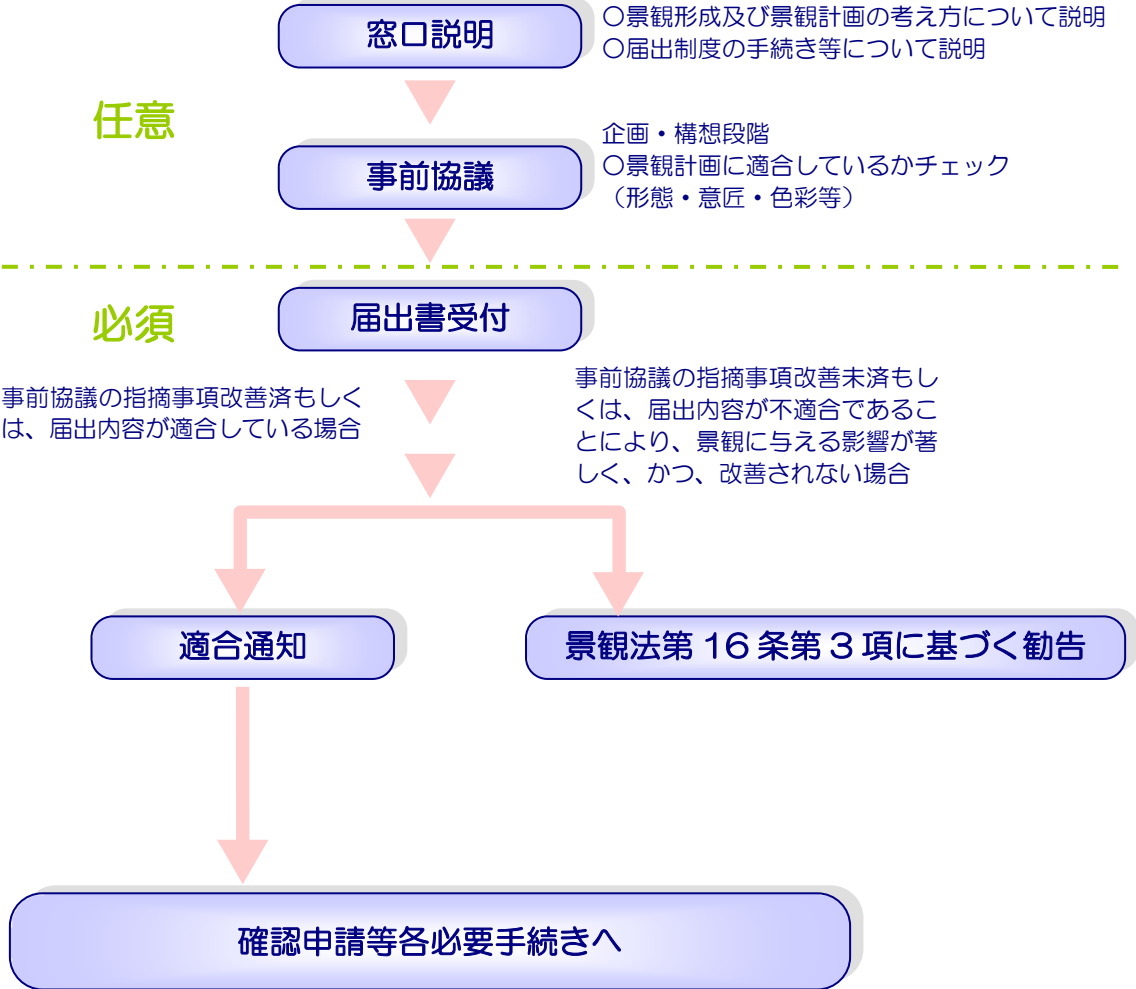 窓口説明
〇景観形成及び景観計画の考え方について説明
〇届出制度の手続き等について説明
任意
事前協議
企画・構想段階
〇景観計画に適合しているかチェック
（形態・意匠・色彩等）
必須
届出書受付
事前協議の指摘事項改善済もしく
は、届出内容が適合している場合
事前協議の指摘事項改善未済もし
くは、届出内容が不適合であるこ
とにより、景観に与える影響が著
しく、かつ、改善されない場合
適合通知
景観法第 16 条第 3 項に基づく勧告
確認申請等各必要手続きへ